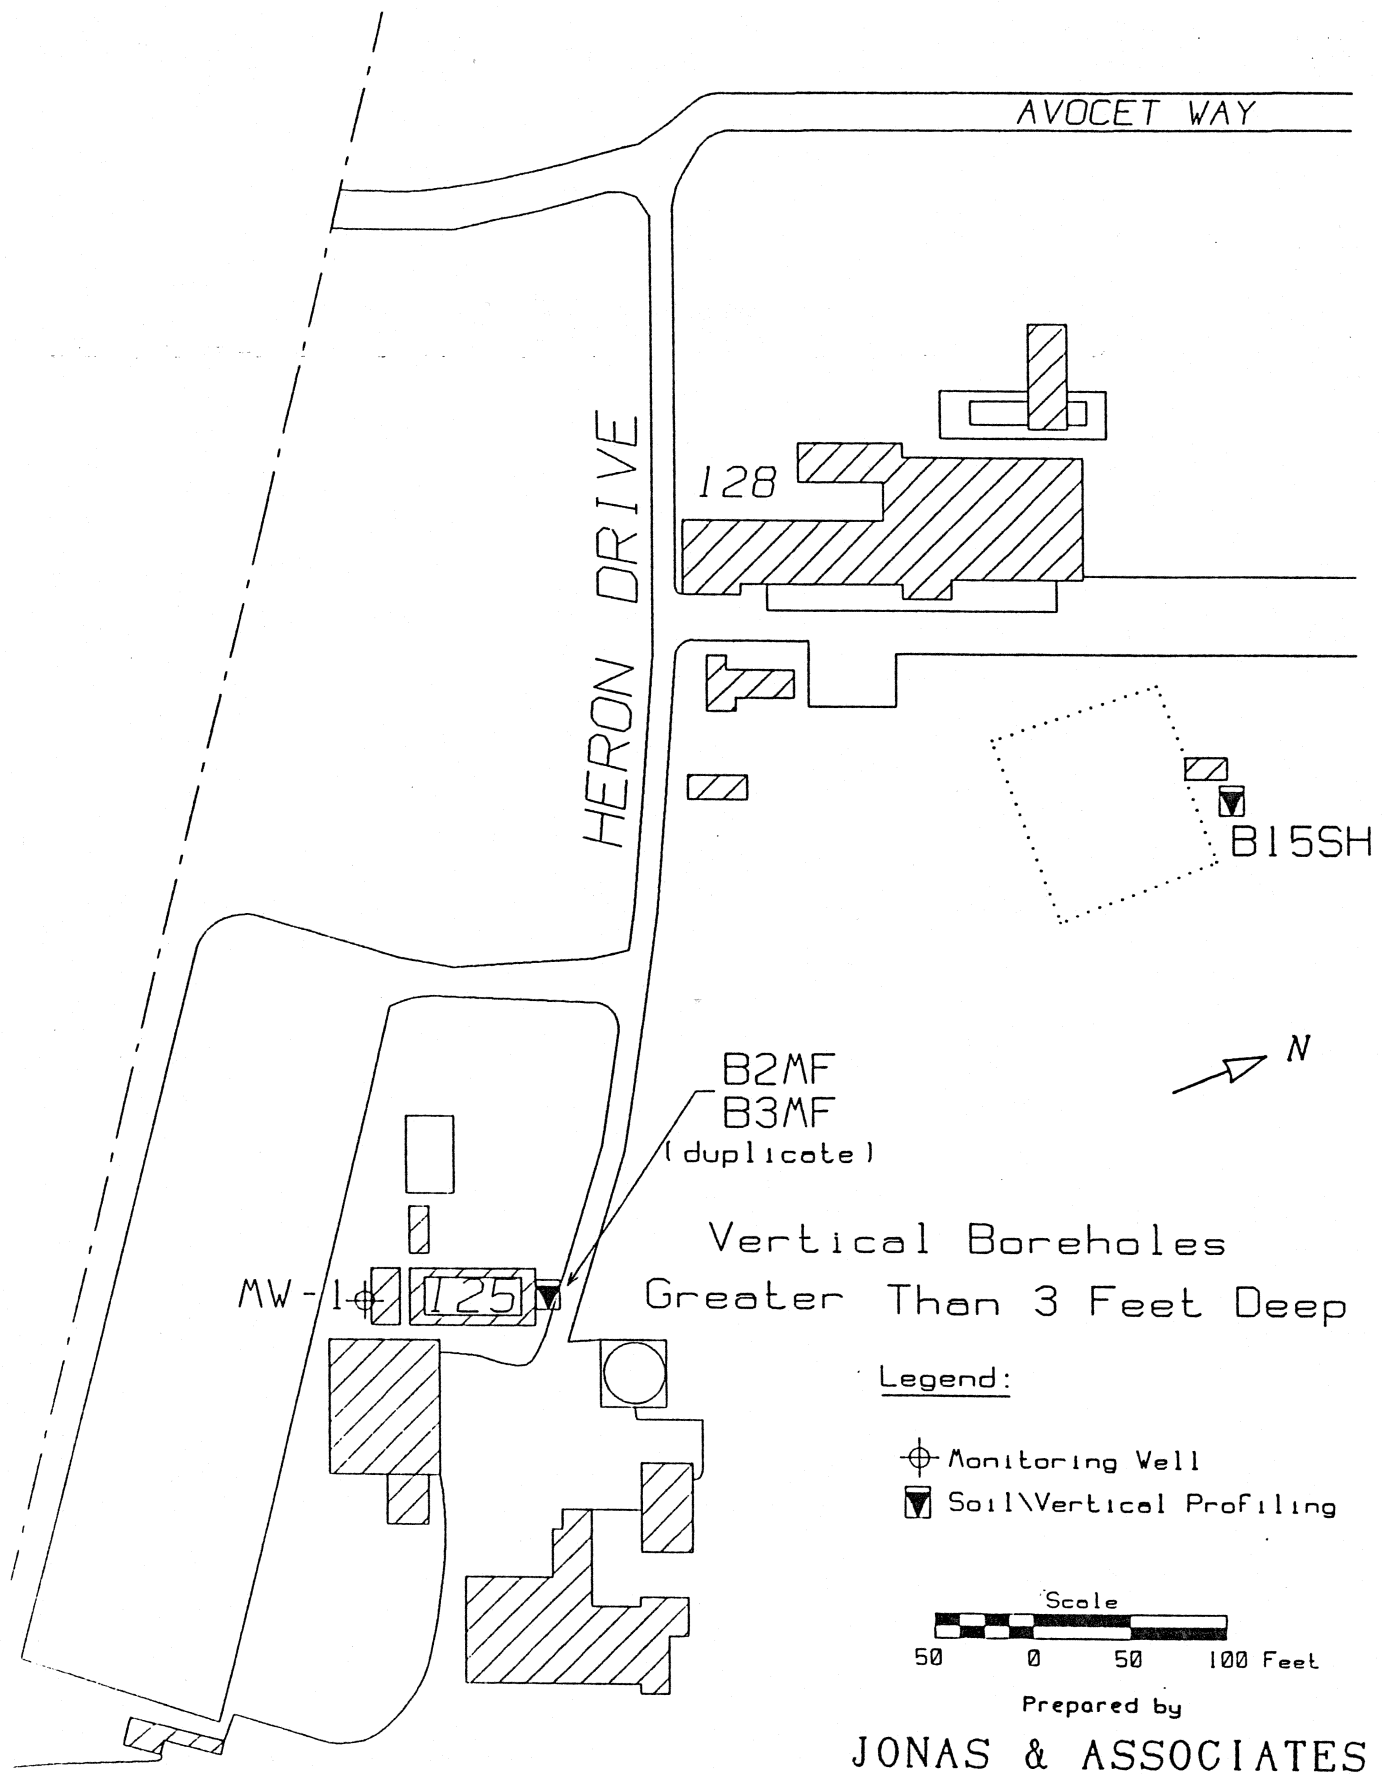 AVOCET WAY
128
HERON DRIVE
B15SH
N
B2MF
B3MF
(duplicate)
Vertical Boreholes
Greater Than 3 Feet Deep
MW-1
125
Legend:
Monitoring Well
Soil\Vertical Profiling
Scale
50 0 50 100 Feet
Prepared by
JONAS & ASSOCIATES